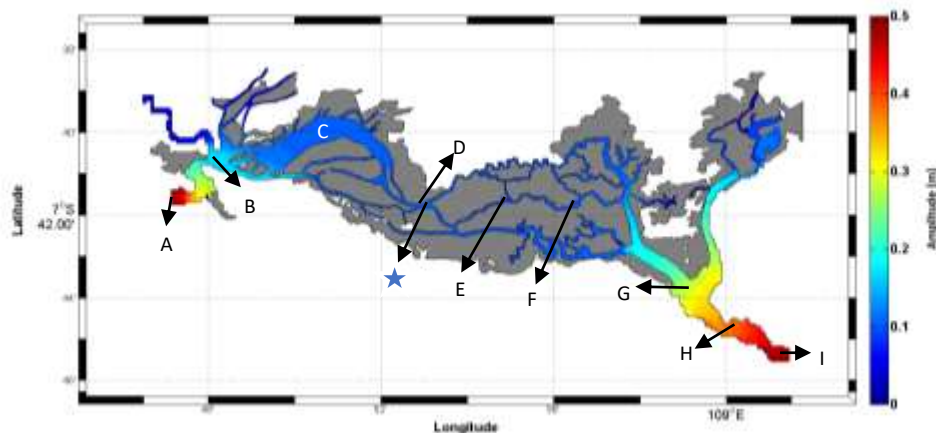 0.5
0.4
0.3
0.2
0.1
0
Amplitude (m)
C
D
B
A
E
F
G
H
I
Latitude
7° S
42.00'
109° E
Longitude